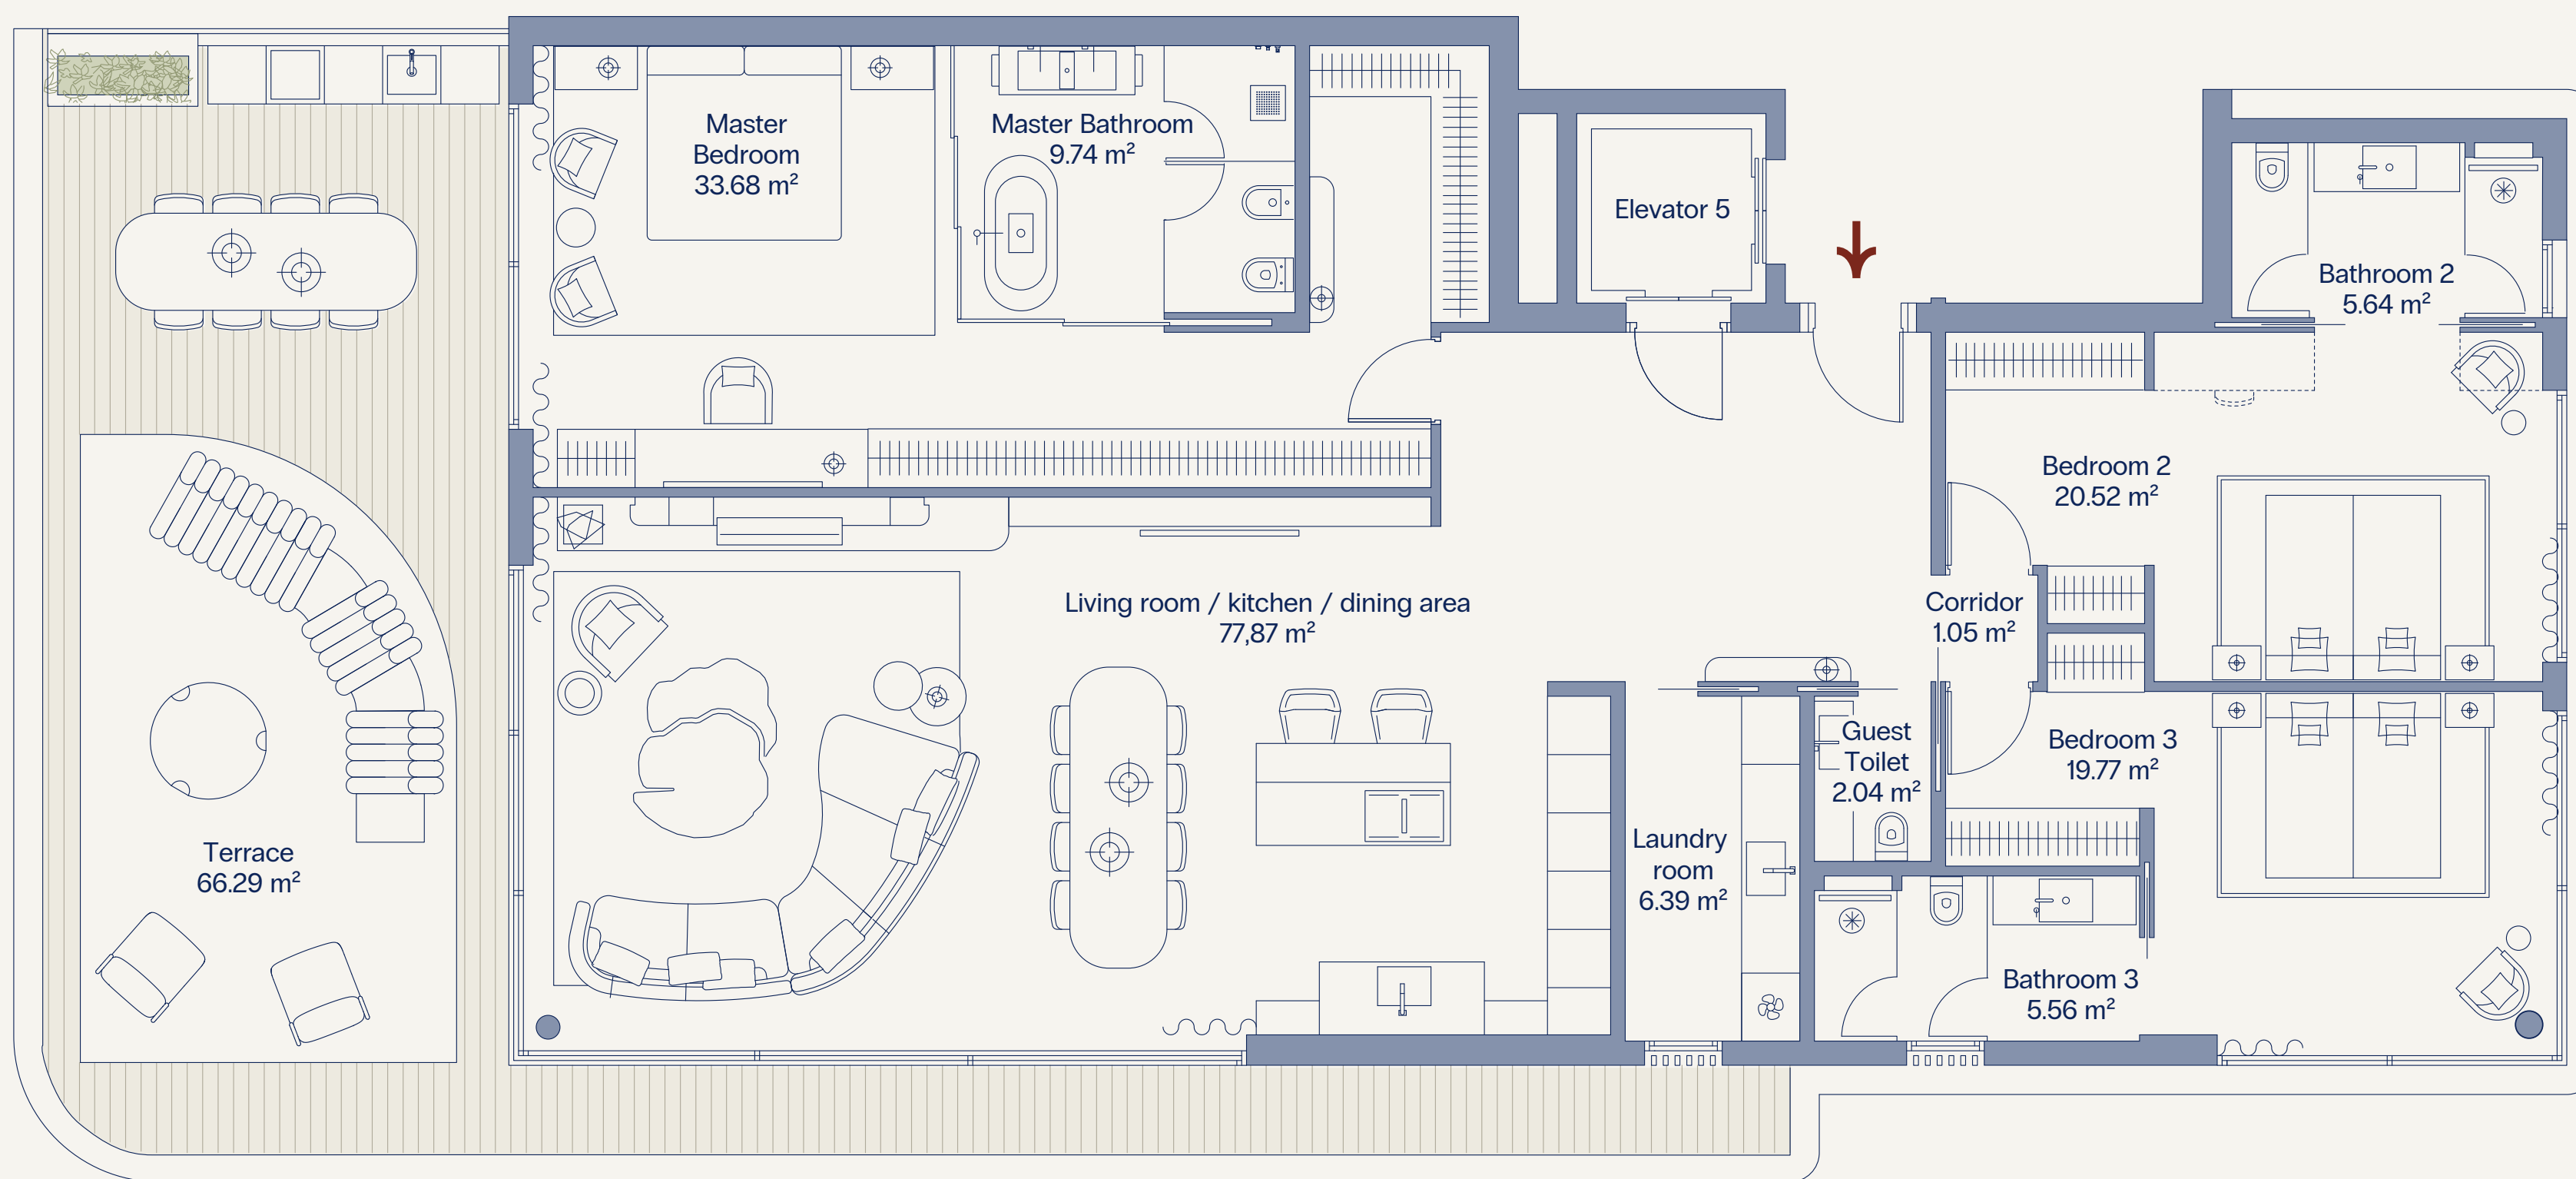 Master
Bedroom
33.68 m²
Master Bathroom
9.74 m²
Elevator 5
Bathroom 2
5.64 m²
Bedroom 2
20.52 m²
Living room / kitchen / dining area
77,87 m²
Corridor
1.05 m²
Guest
Toilet
2.04 m²
Bedroom 3
19.77 m²
Laundry
room
6.39 m²
Terrace
66.29 m²
Bathroom 3
5.56 m²